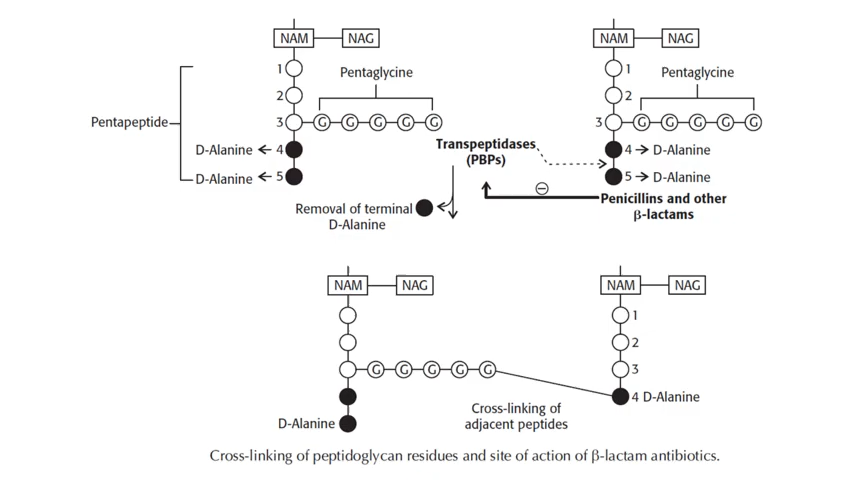 NAM NAG
1
2
3 G G G G G
Pentaglycine
Pentapeptide
D-Alanine 4
D-Alanine 5
Transpeptidases
(PBPs)
Removal of terminal
D-Alanine
NAM NAG
1
2
3 G G G G G
Pentaglycine
4 D-Alanine
5 D-Alanine
Penicillins and other
β-lactams
NAM NAG
G G G G G
D-Alanine
Cross-linking of
adjacent peptides
NAM NAG
1
2
3
4 D-Alanine
Cross-linking of peptidoglycan residues and site of action of β-lactam antibiotics.